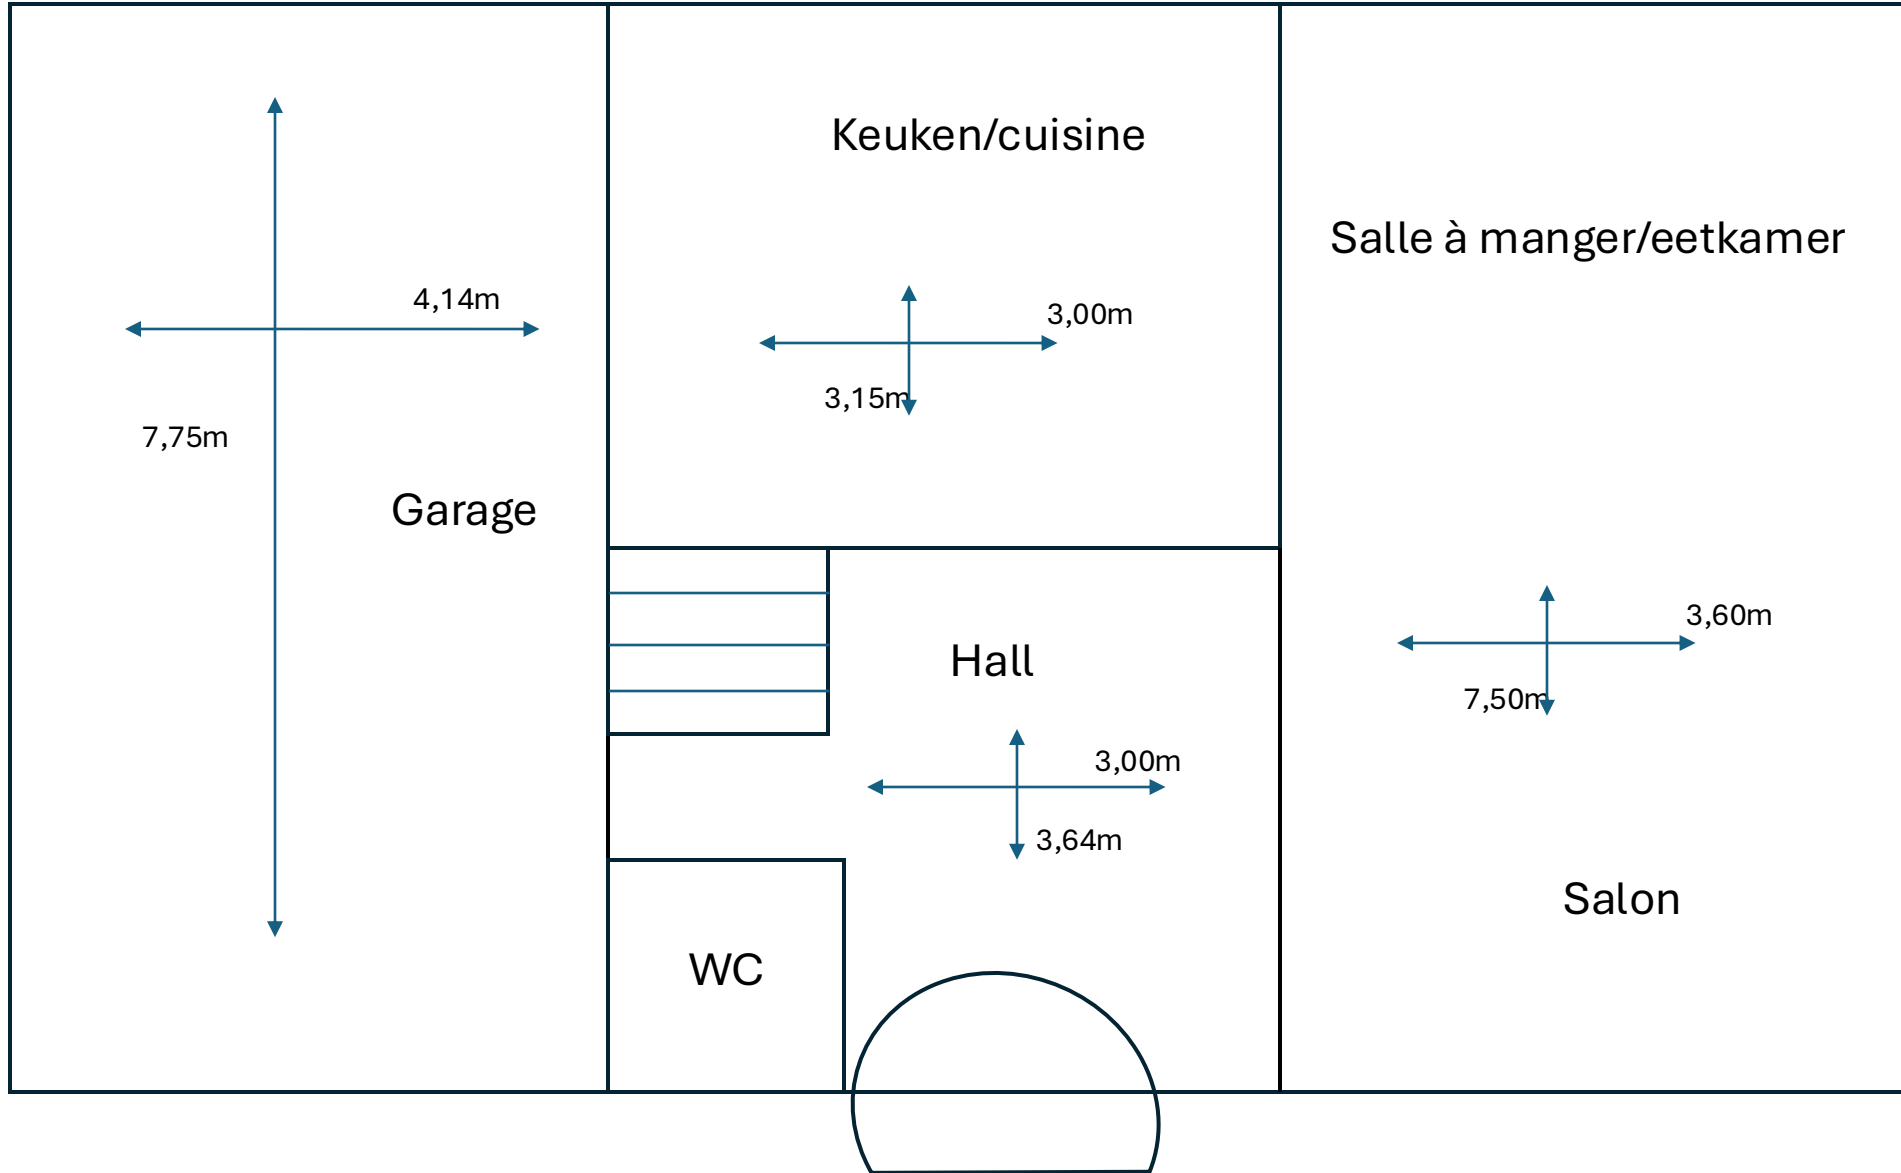 Keuken/cuisine
Salle à manger/eetkamer
4,14m
3,00m
3,15m
7,75m
Garage
3,60m
Hall
7,50m
3,00m
3,64m
Salon
WC